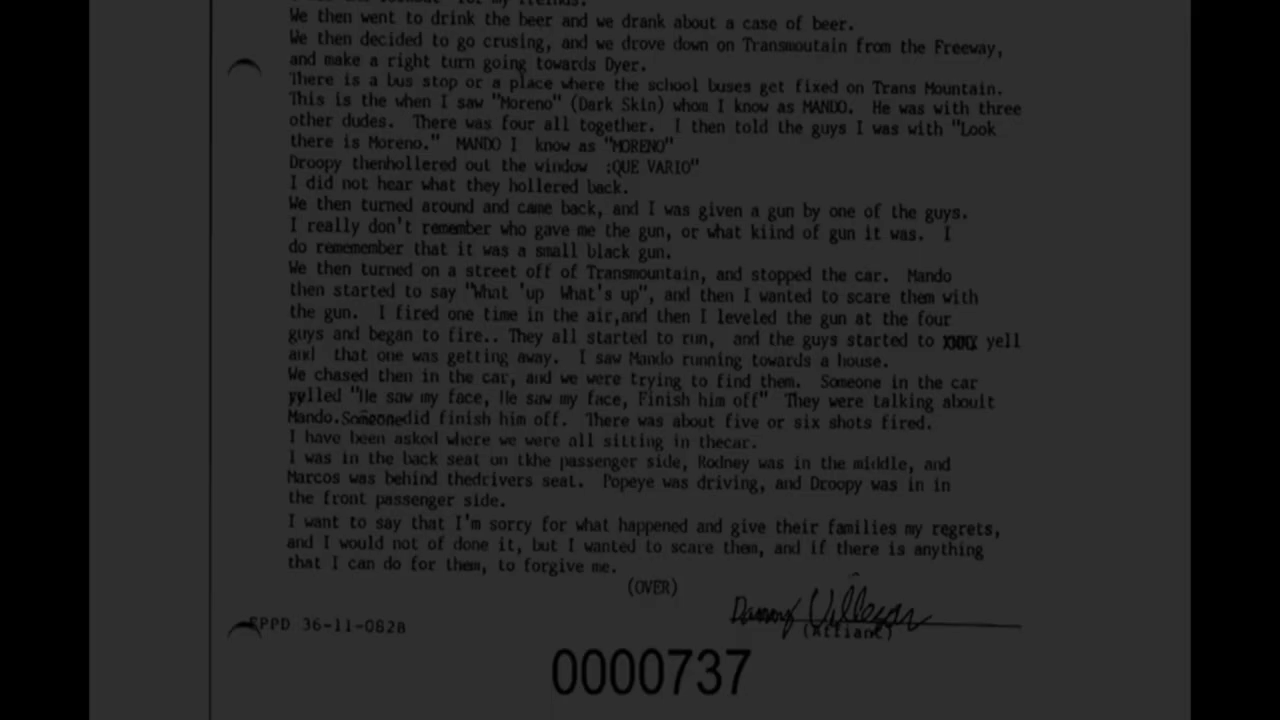 We then went to drink the beer and we drank about a case of beer.
We then decided to go crusing, and we drove down on Transmoutain from the Freeway,
and make a right turn going towards Dyer.
There is a bus stop or a place where the school buses get fixed on Trans Mountain.
This is the when I saw "Moreno" (Dark Skin) whom I know as MANDO. He was with three
other dudes. There was four all together. I then told the guys I was with "Look
there is Moreno." MANDO I know as "MORENO"
Droopy thenhollered out the window :QUE VARIO"
I did not hear what they hollered back.
We then turned around and came back, and I was given a gun by one of the guys.
I really don't remember who gave me the gun, or what kiind of gun it was. I
do rememember that it was a small black gun.
We then turned on a street off of Transmountain, and stopped the car. Mando
then started to say "What 'up What's up", and then I wanted to scare them with
the gun. I fired one time in the air,and then I leveled the gun at the four
guys and began to fire.. They all started to run, and the guys started to yell
and that one was getting away. I saw Mando running towards a house.
We chased then in the car, and we were trying to find them. Someone in the car
yylled "He saw my face, He saw my face, Finish him off" They were talking aboult
Mando.Someonedid finish him off. There was about five or six shots fired.
I have been asked where we were all sitting in thecar.
I was in the back seat on tkhe passenger side, Rodney was in the middle, and
Marcos was behind thedrivers seat. Popeye was driving, and Droopy was in in
the front passenger side.
I want to say that I'm sorry for what happened and give their families my regrets,
and I would not of done it, but I wanted to scare them, and if there is anything
that I can do for them, to forgive me.
(OVER)
Danny Villegas
(Affiant)
EPPD 36-11-0828
0000737